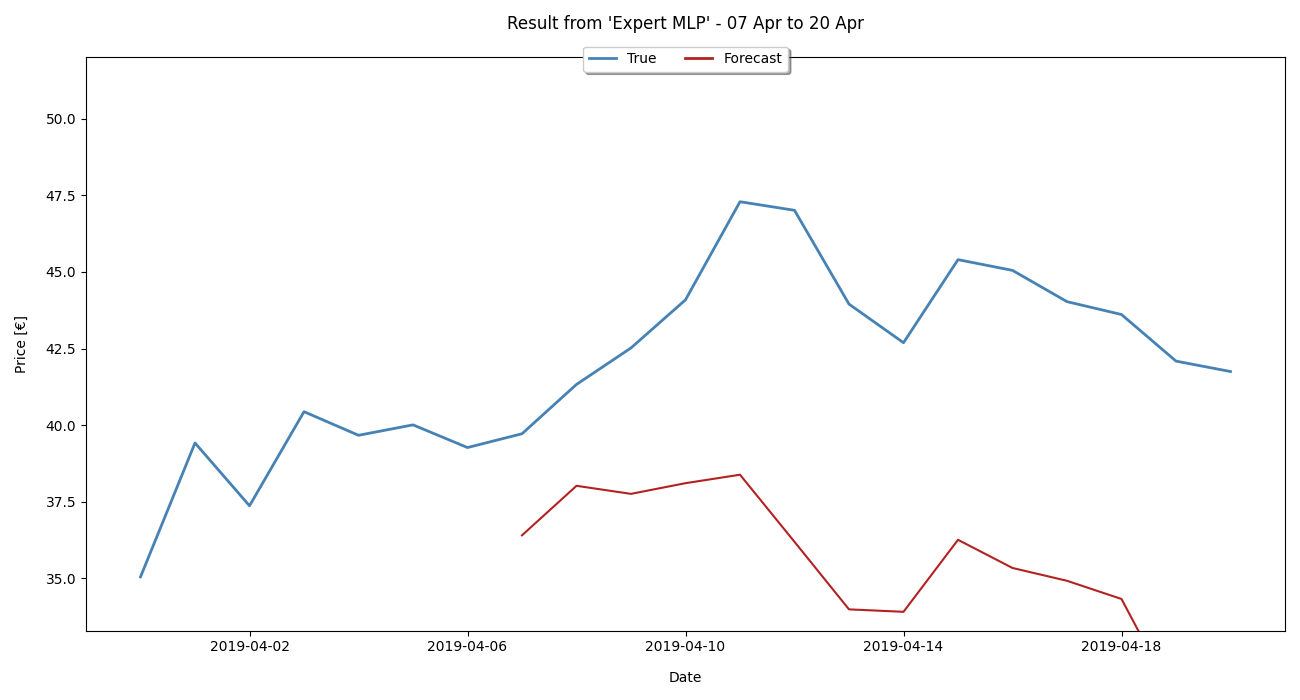 Result from 'Expert MLP' - 07 Apr to 20 Apr
True Forecast
50.0
47.5
45.0
42.5
40.0
37.5
35.0
Price [€]
2019-04-02 2019-04-06 2019-04-10 2019-04-14 2019-04-18
Date